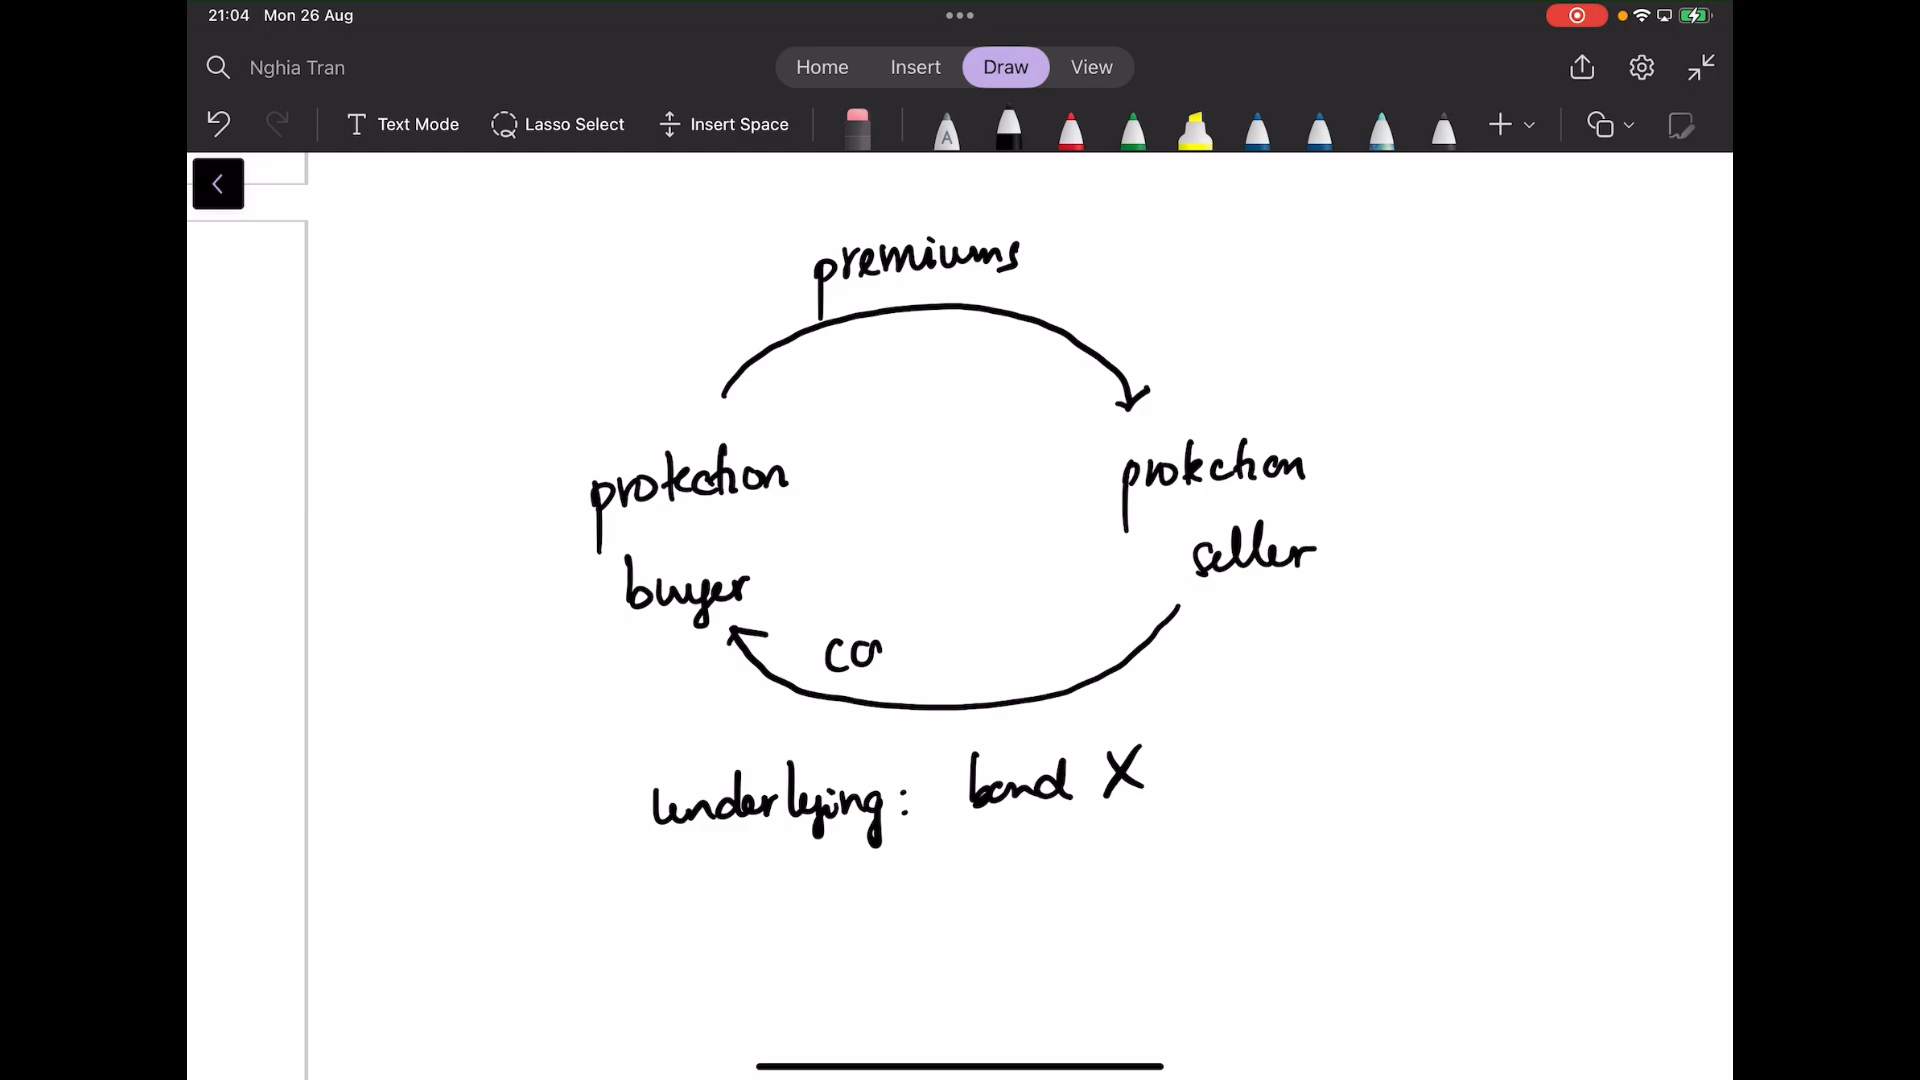 21:04 Mon 26 Aug
Nghia Tran
Home Insert Draw View
Text Mode Lasso Select Insert Space
A
premiums
protection
buyer
protection
seller
co
underlying: bond X